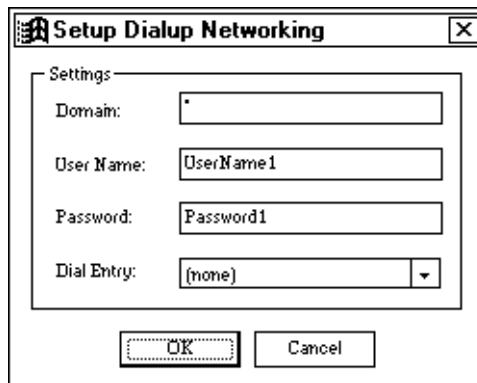 Setup Dialup Networking
Settings
Domain: *
User Name: UserName1
Password: Password1
Dial Entry: (none)
OK Cancel